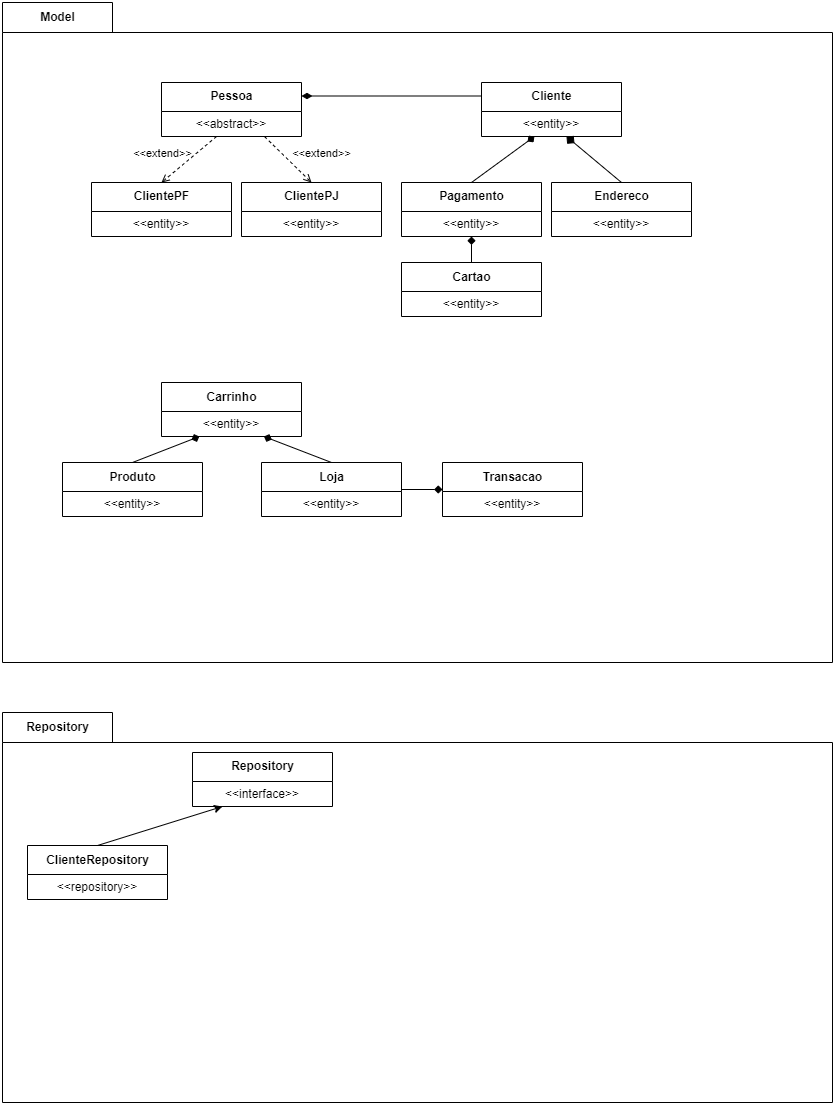 Model
Pessoa
<<abstract>>
Cliente
<<entity>>
<<extend>>
<<extend>>
ClientePF
<<entity>>
ClientePJ
<<entity>>
Pagamento
<<entity>>
Endereco
<<entity>>
Cartao
<<entity>>
Carrinho
<<entity>>
Produto
<<entity>>
Loja
<<entity>>
Transacao
<<entity>>
Repository
Repository
<<interface>>
ClienteRepository
<<repository>>